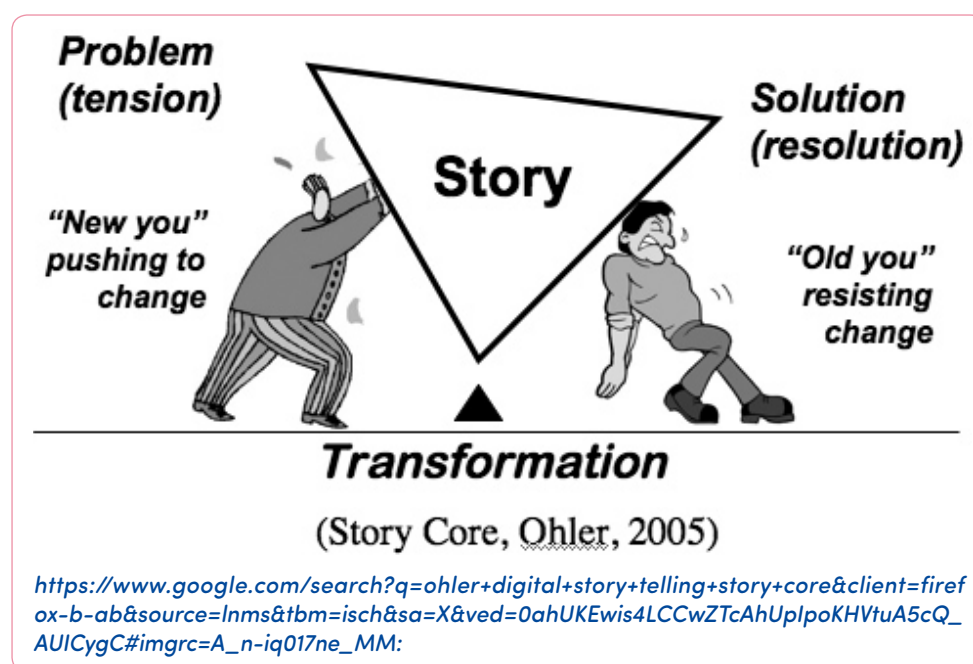 Problem
(tension)
Solution
(resolution)
Story
“New you”
pushing to
change
“Old you”
resisting
change
Transformation
(Story Core, Ohler, 2005)
https://www.google.com/search?q=ohler+digital+story+telling+story+core&client=firef
ox-b-ab&source=lnms&tbm=isch&sa=X&ved=0ahUKEwis4LCCwZTcAhUpIpoKHVtuA5cQ_
AUICygC#imgrc=A_n-iq017ne_MM: